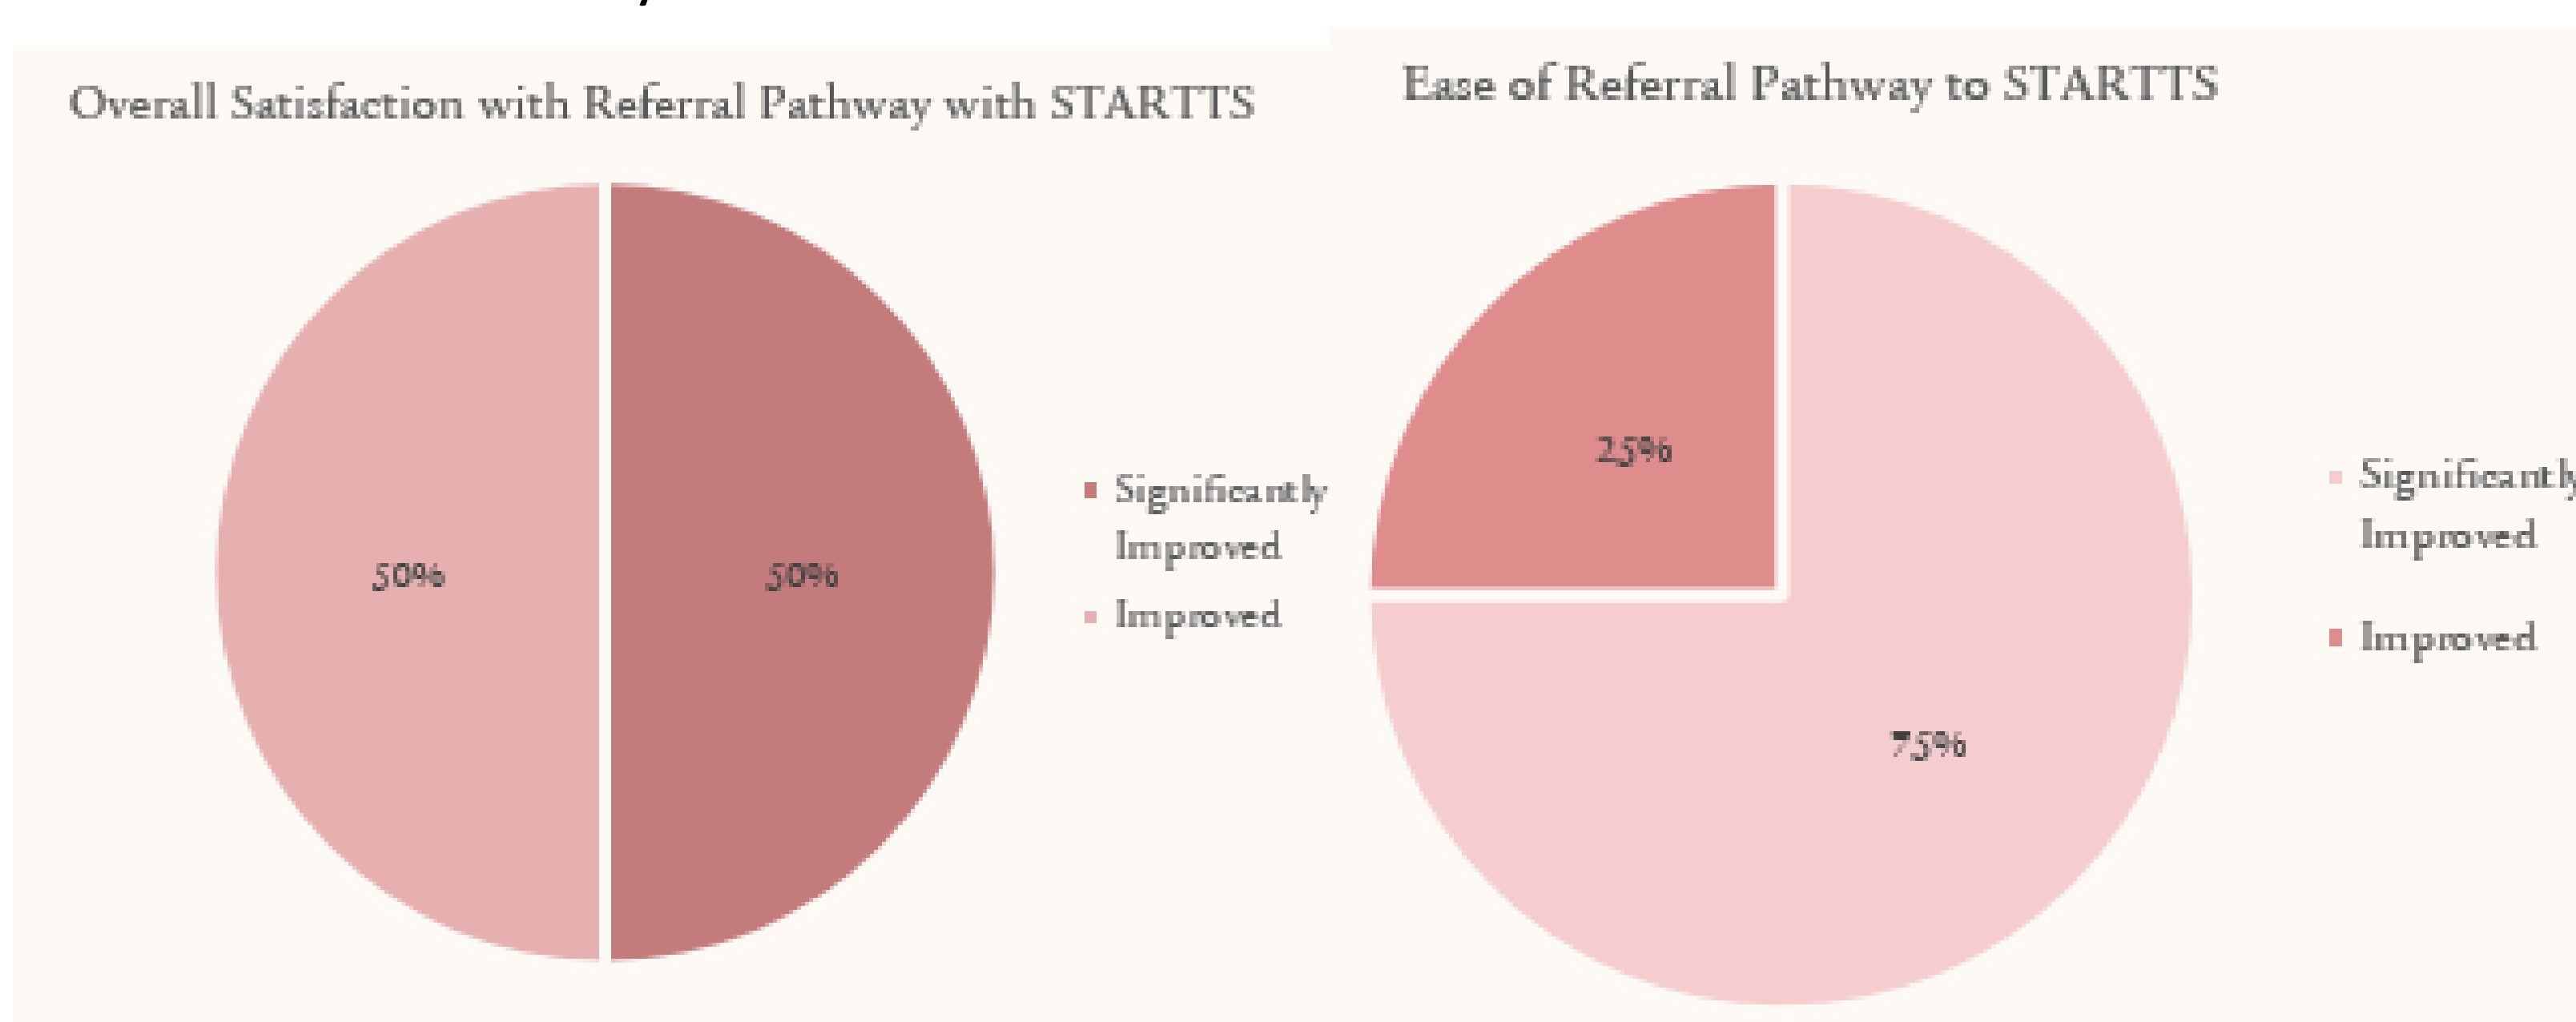 Overall Satisfaction with Referral Pathway with STARTTS
50%
50%
Significantly
Improved
Improved
Ease of Referral Pathway to STARTTS
25%
75%
Significantly
Improved
Improved